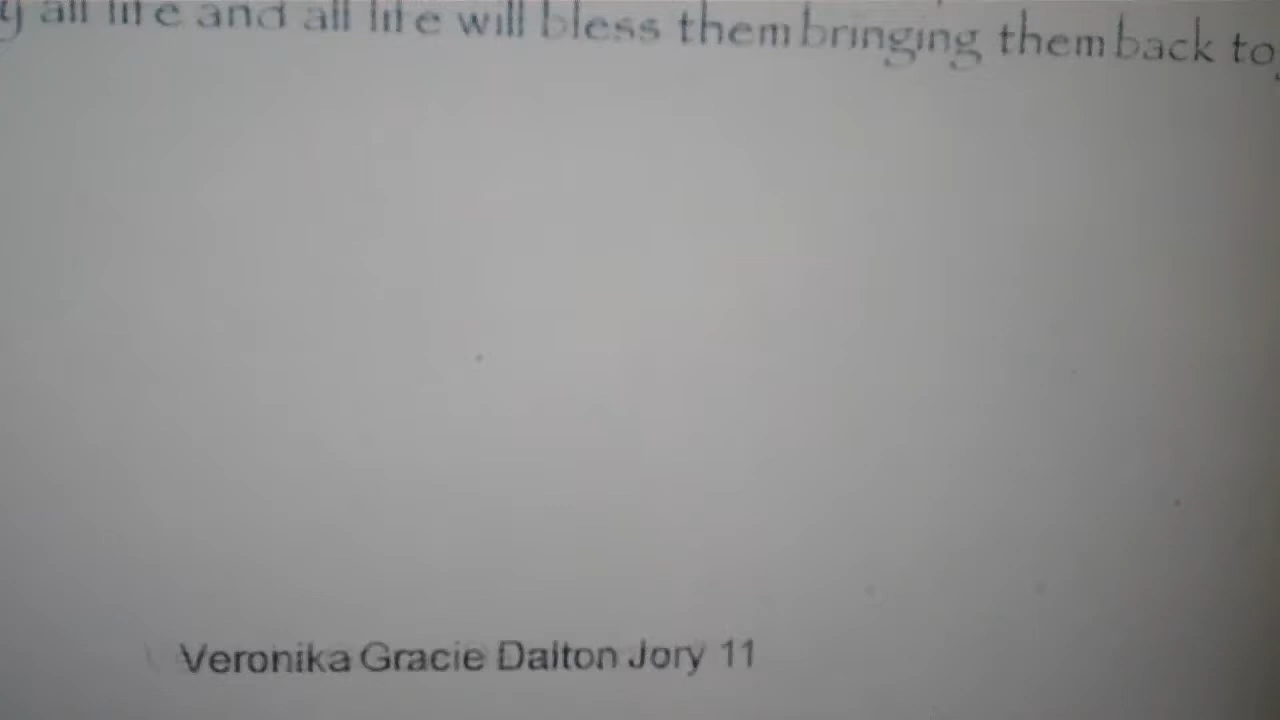 all life and all life will bless them bringing them back to
Veronika Gracie Dalton Jory 11